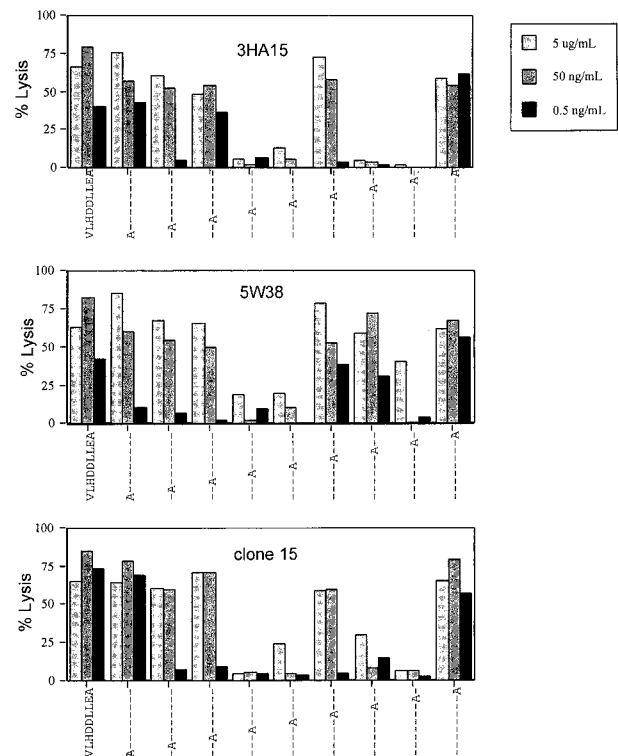 100
75
50
25
0
% Lysis
3HA15
VLHDDLLEA
A--------
-A-------
--A------
---A-----
----A----
-----A---
------A--
-------A-
--------A
5 ug/mL
50 ng/mL
0.5 ng/mL
100
75
50
25
0
% Lysis
5W38
VLHDDLLEA
A--------
-A-------
--A------
---A-----
----A----
-----A---
------A--
-------A-
--------A
100
75
50
25
0
% Lysis
clone 15
VLHDDLLEA
A--------
-A-------
--A------
---A-----
----A----
-----A---
------A--
-------A-
--------A